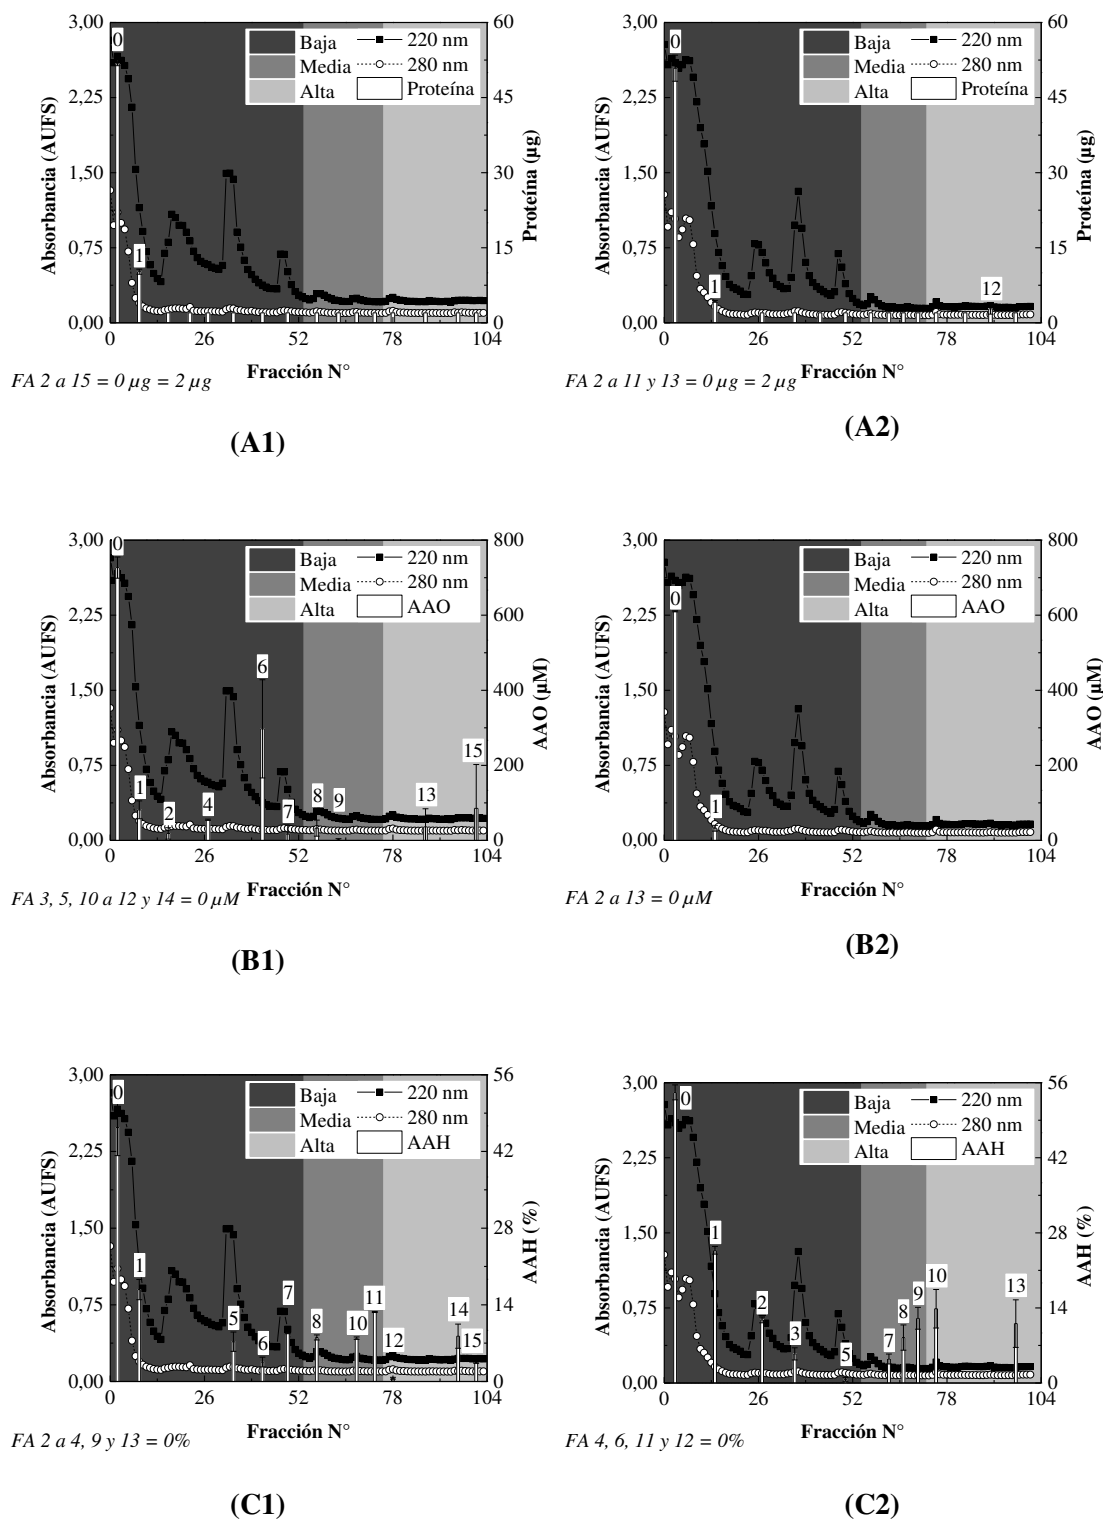 3,00
2,25
1,50
0,75
0,00
Absorbancia (AUFS)
0
1
Baja
Media
Alta
220 nm
280 nm
Proteína
60
45
30
15
0
Proteína (µg)
0 26 52 78 104
Fracción N°
FA 2 a 15 = 0 µg = 2 µg
(A1)
3,00
2,25
1,50
0,75
0,00
Absorbancia (AUFS)
0
1
12
Baja
Media
Alta
220 nm
280 nm
Proteína
60
45
30
15
0
Proteína (µg)
0 26 52 78 104
Fracción N°
FA 2 a 11 y 13 = 0 µg = 2 µg
(A2)
3,00
2,25
1,50
0,75
0,00
Absorbancia (AUFS)
0
1
2
4
6
7
8
9
13
15
Baja
Media
Alta
220 nm
280 nm
AAO
800
600
400
200
0
AAO (µM)
0 26 52 78 104
Fracción N°
FA 3, 5, 10 a 12 y 14 = 0 µM
(B1)
3,00
2,25
1,50
0,75
0,00
Absorbancia (AUFS)
0
1
Baja
Media
Alta
220 nm
280 nm
AAO
800
600
400
200
0
AAO (µM)
0 26 52 78 104
Fracción N°
FA 2 a 13 = 0 µM
(B2)
3,00
2,25
1,50
0,75
0,00
Absorbancia (AUFS)
0
1
5
6
7
8
10
11
12
14
15
Baja
Media
Alta
220 nm
280 nm
AAH
56
42
28
14
0
AAH (%)
0 26 52 78 104
Fracción N°
FA 2 a 4, 9 y 13 = 0%
(C1)
3,00
2,25
1,50
0,75
0,00
Absorbancia (AUFS)
0
1
2
3
5
7
8
9
10
13
Baja
Media
Alta
220 nm
280 nm
AAH
56
42
28
14
0
AAH (%)
0 26 52 78 104
Fracción N°
FA 4, 6, 11 y 12 = 0%
(C2)